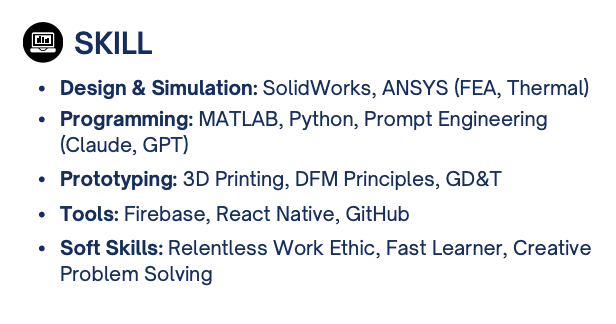 SKILL
• Design & Simulation: SolidWorks, ANSYS (FEA, Thermal)
• Programming: MATLAB, Python, Prompt Engineering
(Claude, GPT)
• Prototyping: 3D Printing, DFM Principles, GD&T
• Tools: Firebase, React Native, GitHub
• Soft Skills: Relentless Work Ethic, Fast Learner, Creative
Problem Solving